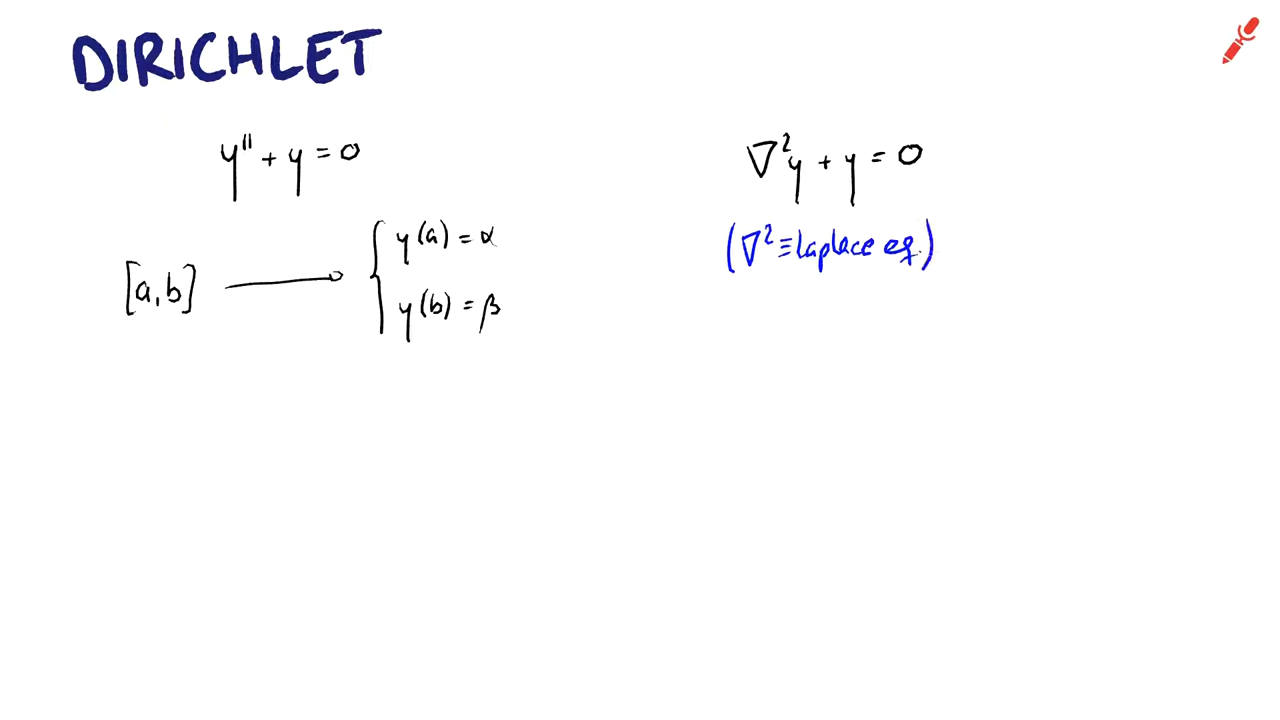 DIRICHLET
y'' + y = 0
[a, b] → { y(a) = α
y(b) = β
∇²y + y = 0
(∇² ≡ Laplace eq.)